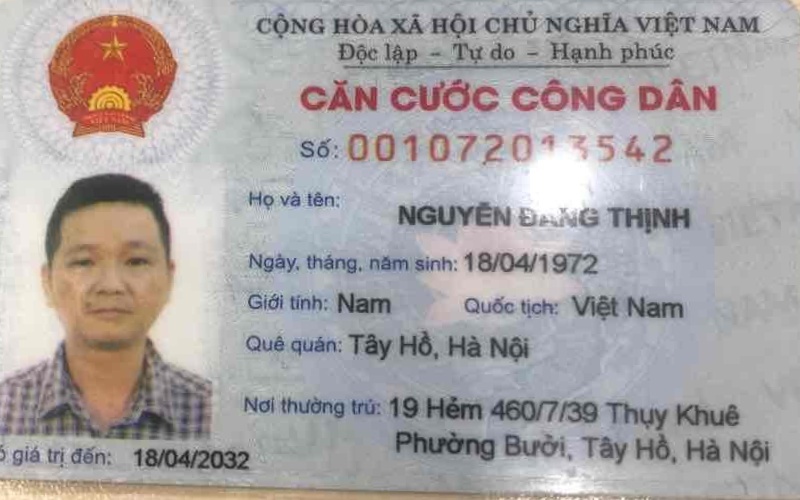 CỘNG HÒA XÃ HỘI CHỦ NGHĨA VIỆT NAM
Độc lập - Tự do - Hạnh phúc
CĂN CƯỚC CÔNG DÂN
Số: 001072013542
Họ và tên:
NGUYỄN ĐĂNG THỊNH
Ngày, tháng, năm sinh: 18/04/1972
Giới tính: Nam Quốc tịch: Việt Nam
Quê quán: Tây Hồ, Hà Nội
Nơi thường trú: 19 Hẻm 460/7/39 Thụy Khuê
Phường Bưởi, Tây Hồ, Hà Nội
giá trị đến: 18/04/2032